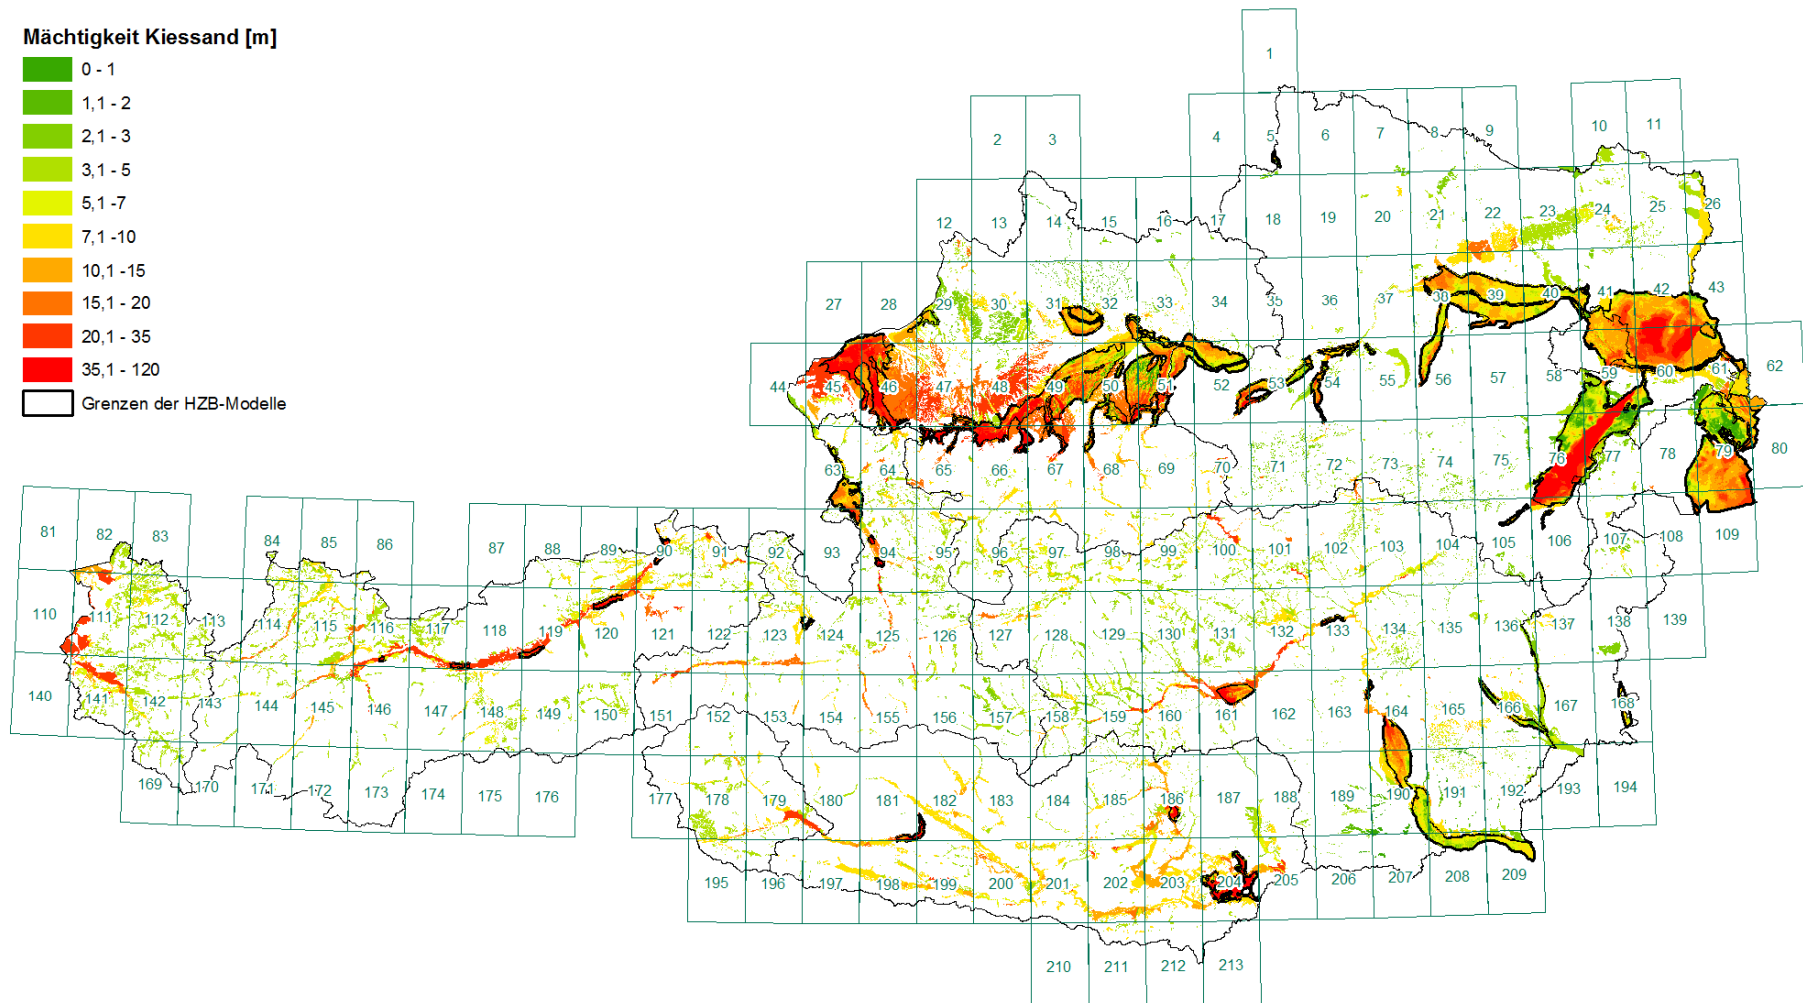 Mächtigkeit Kiessand [m]
0 - 1
1,1 - 2
2,1 - 3
3,1 - 5
5,1 -7
7,1 -10
10,1 -15
15,1 - 20
20,1 - 35
35,1 - 120
Grenzen der HZB-Modelle
1
2 3 4 5 6 7 8 9 10 11
12 13 14 15 16 17 18 19 20 21 22 23 24 25 26
27 28 29 30 31 32 33 34 35 36 37 38 39 40 41 42 43
44 45 46 47 48 49 50 51 52 53 54 55 56 57 58 59 60 61 62
63 64 65 66 67 68 69 70 71 72 73 74 75 76 77 78 79 80
81 82 83 84 85 86 87 88 89 90 91 92 93 94 95 96 97 98 99 100 101 102 103 104 105 106 107 108 109
110 111 112 113 114 115 116 117 118 119 120 121 122 123 124 125 126 127 128 129 130 131 132 133 134 135 136 137 138 139
140 141 142 143 144 145 146 147 148 149 150 151 152 153 154 155 156 157 158 159 160 161 162 163 164 165 166 167 168
169 170 171 172 173 174 175 176 177 178 179 180 181 182 183 184 185 186 187 188 189 190 191 192 193 194
195 196 197 198 199 200 201 202 203 204 205 206 207 208 209
210 211 212 213